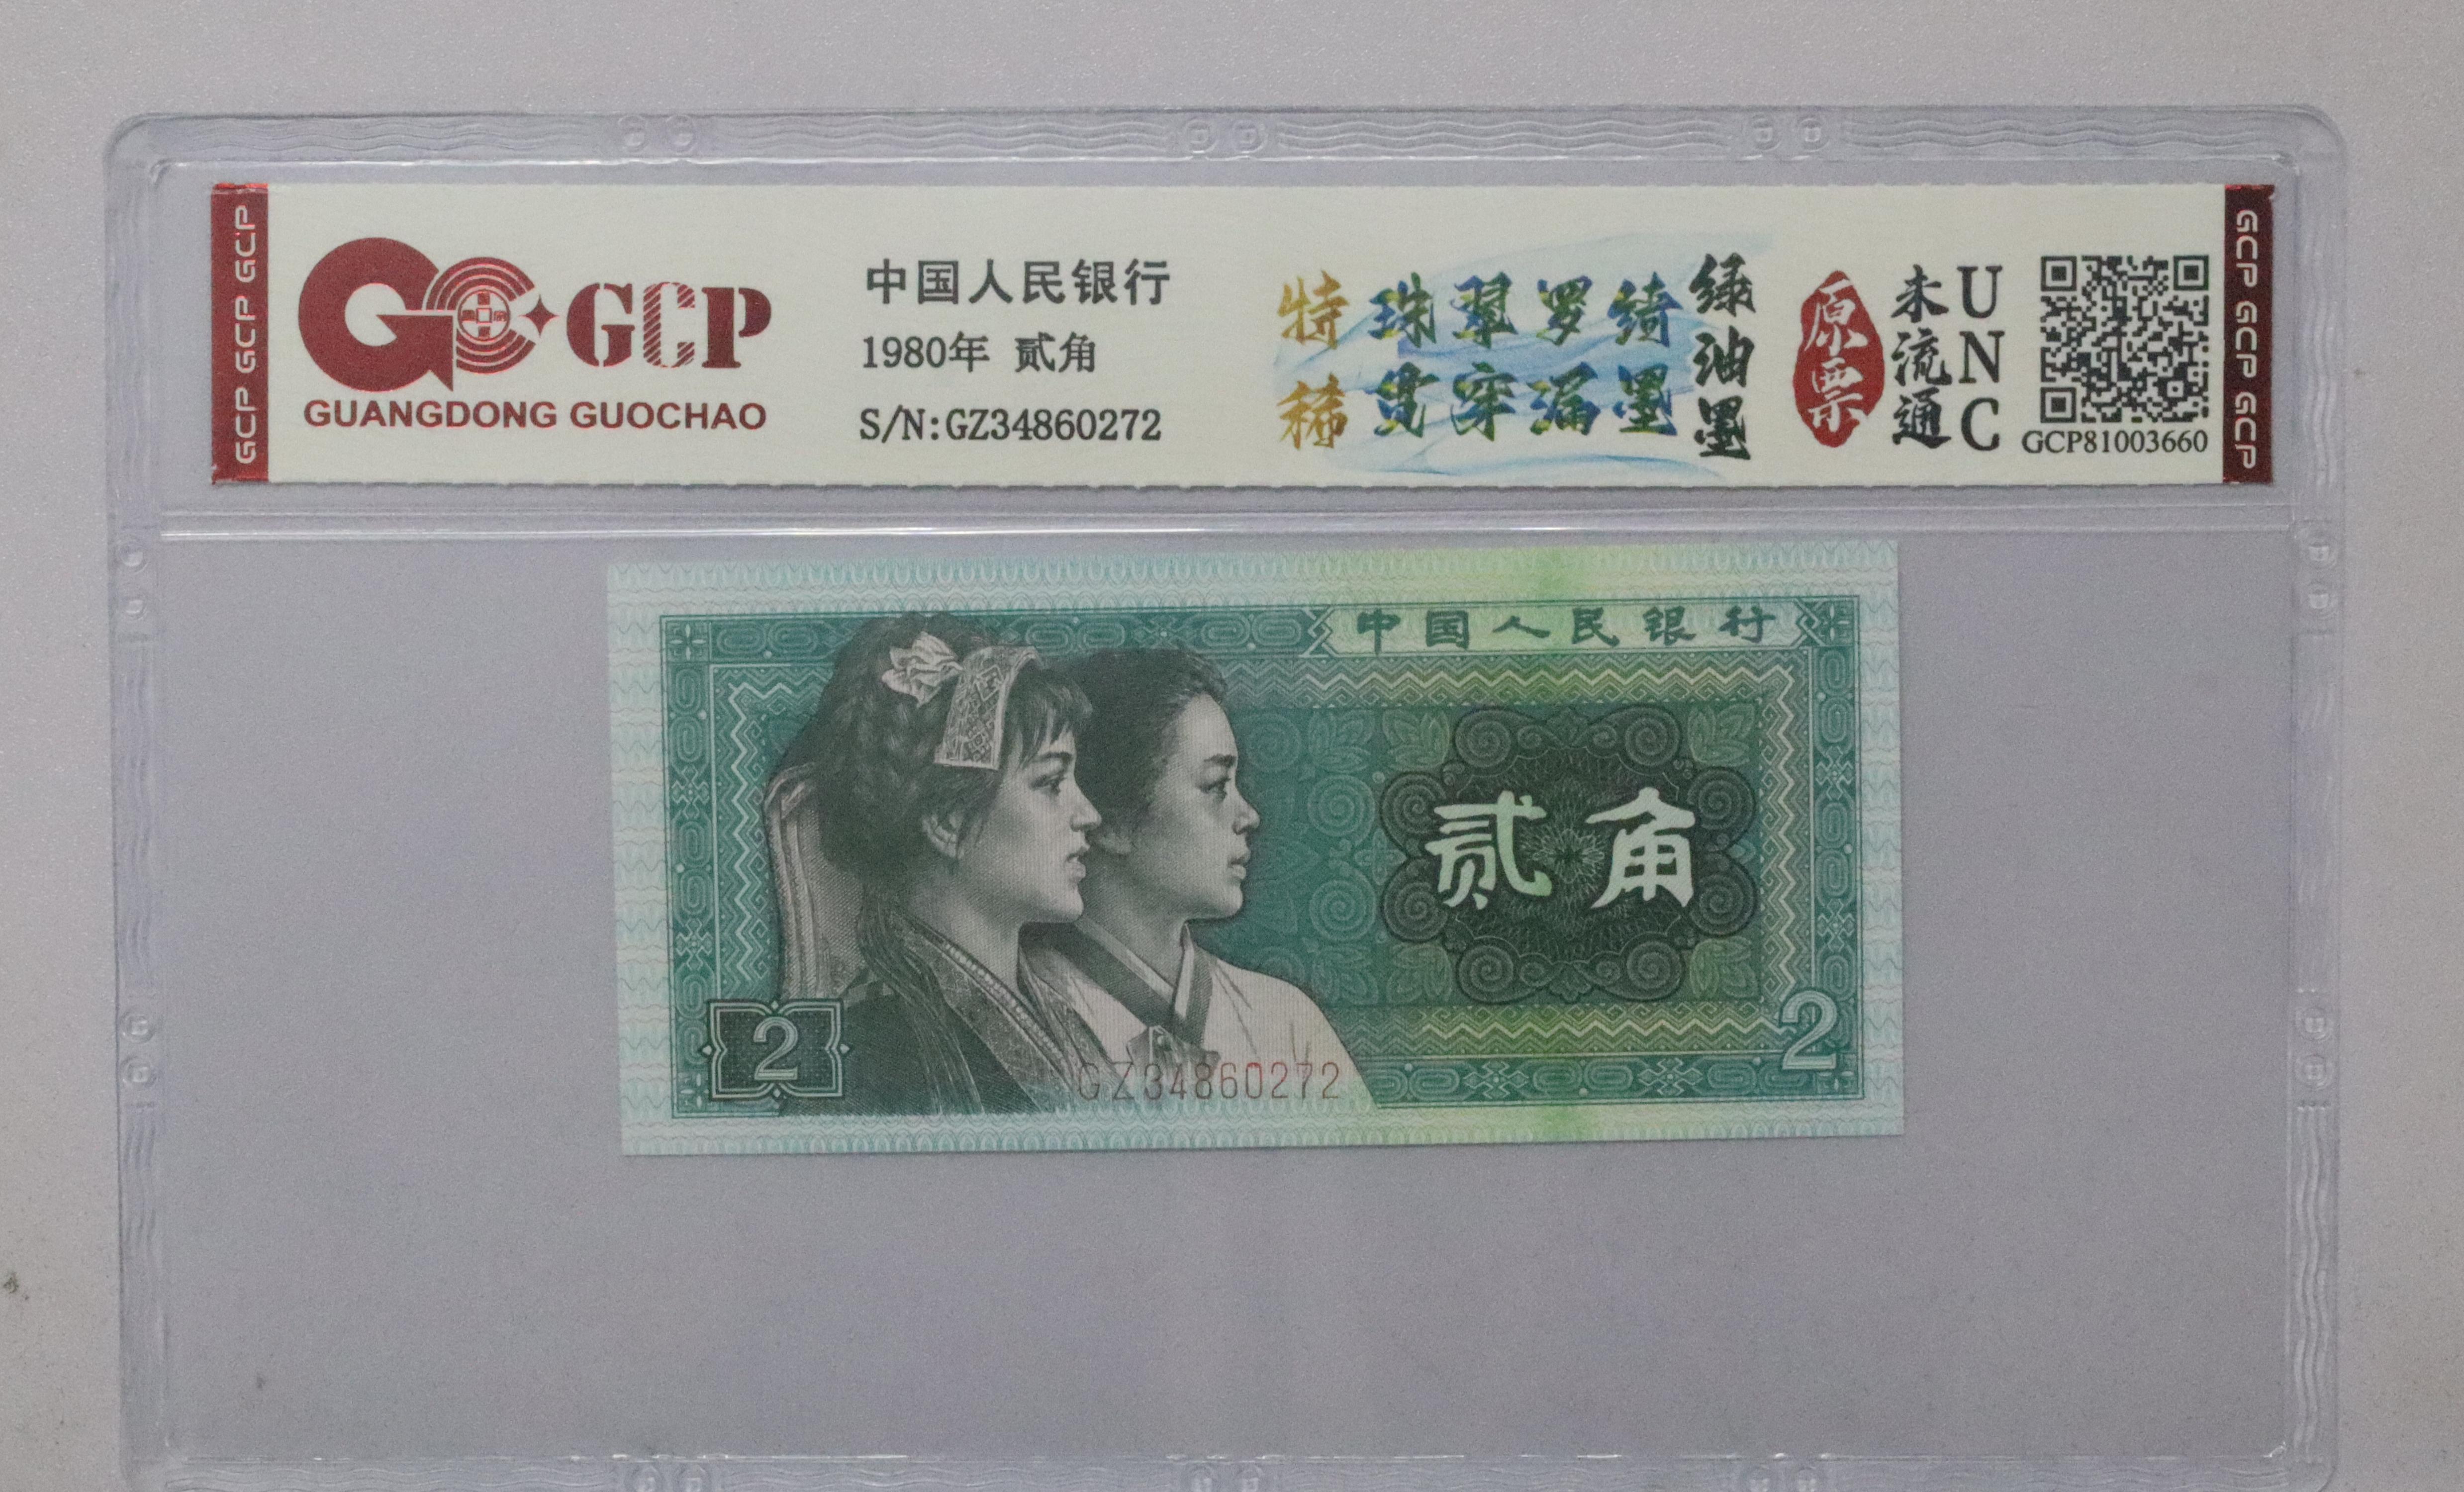 GCP GCP GCP
GCP
GUANGDONG GUOCHAO
中国人民银行
1980年 贰角
S/N:GZ34860272
特稀
珠翠罗绮
贯穿漏墨
绿油墨
原票
未流通
UNC
GCP81003660
GCP GCP GCP
中国人民银行
贰角
2
2
GZ34860272